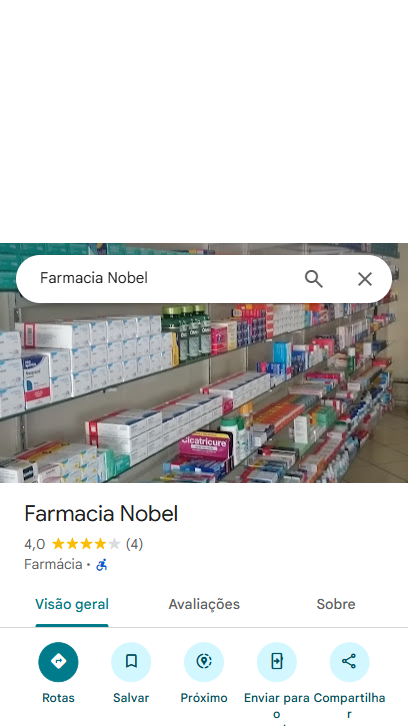 Farmacia Nobel
Cicatricure
Farmacia Nobel
4,0 (4)
Farmácia ·
Visão geral
Avaliações
Sobre
Rotas
Salvar
Próximo
Enviar para o
Compartilhar